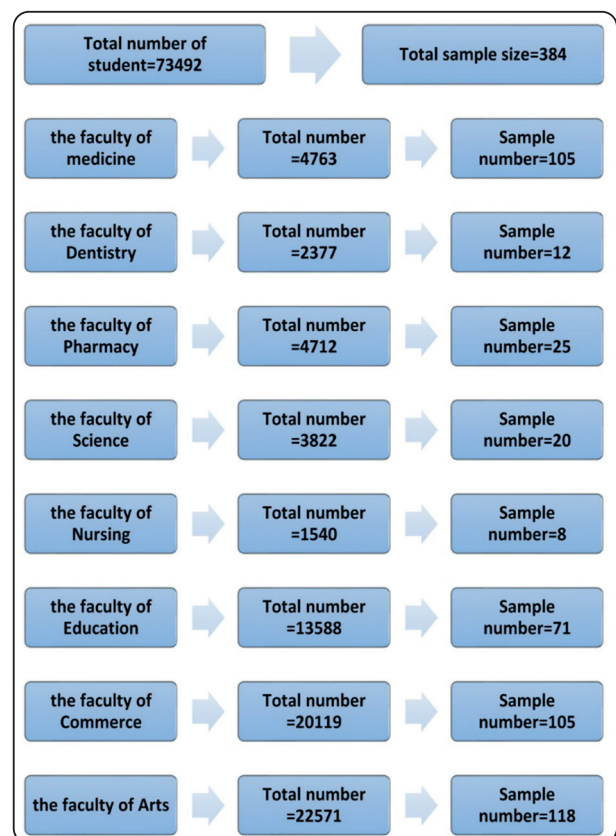 Total number of
student=73492
Total sample size=384
the faculty of
medicine
Total number
=4763
Sample
number=105
the faculty of
Dentistry
Total number
=2377
Sample
number=12
the faculty of
Pharmacy
Total number
=4712
Sample
number=25
the faculty of
Science
Total number
=3822
Sample
number=20
the faculty of
Nursing
Total number
=1540
Sample
number=8
the faculty of
Education
Total number
=13588
Sample
number=71
the faculty of
Commerce
Total number
=20119
Sample
number=105
the faculty of Arts
Total number
=22571
Sample
number=118